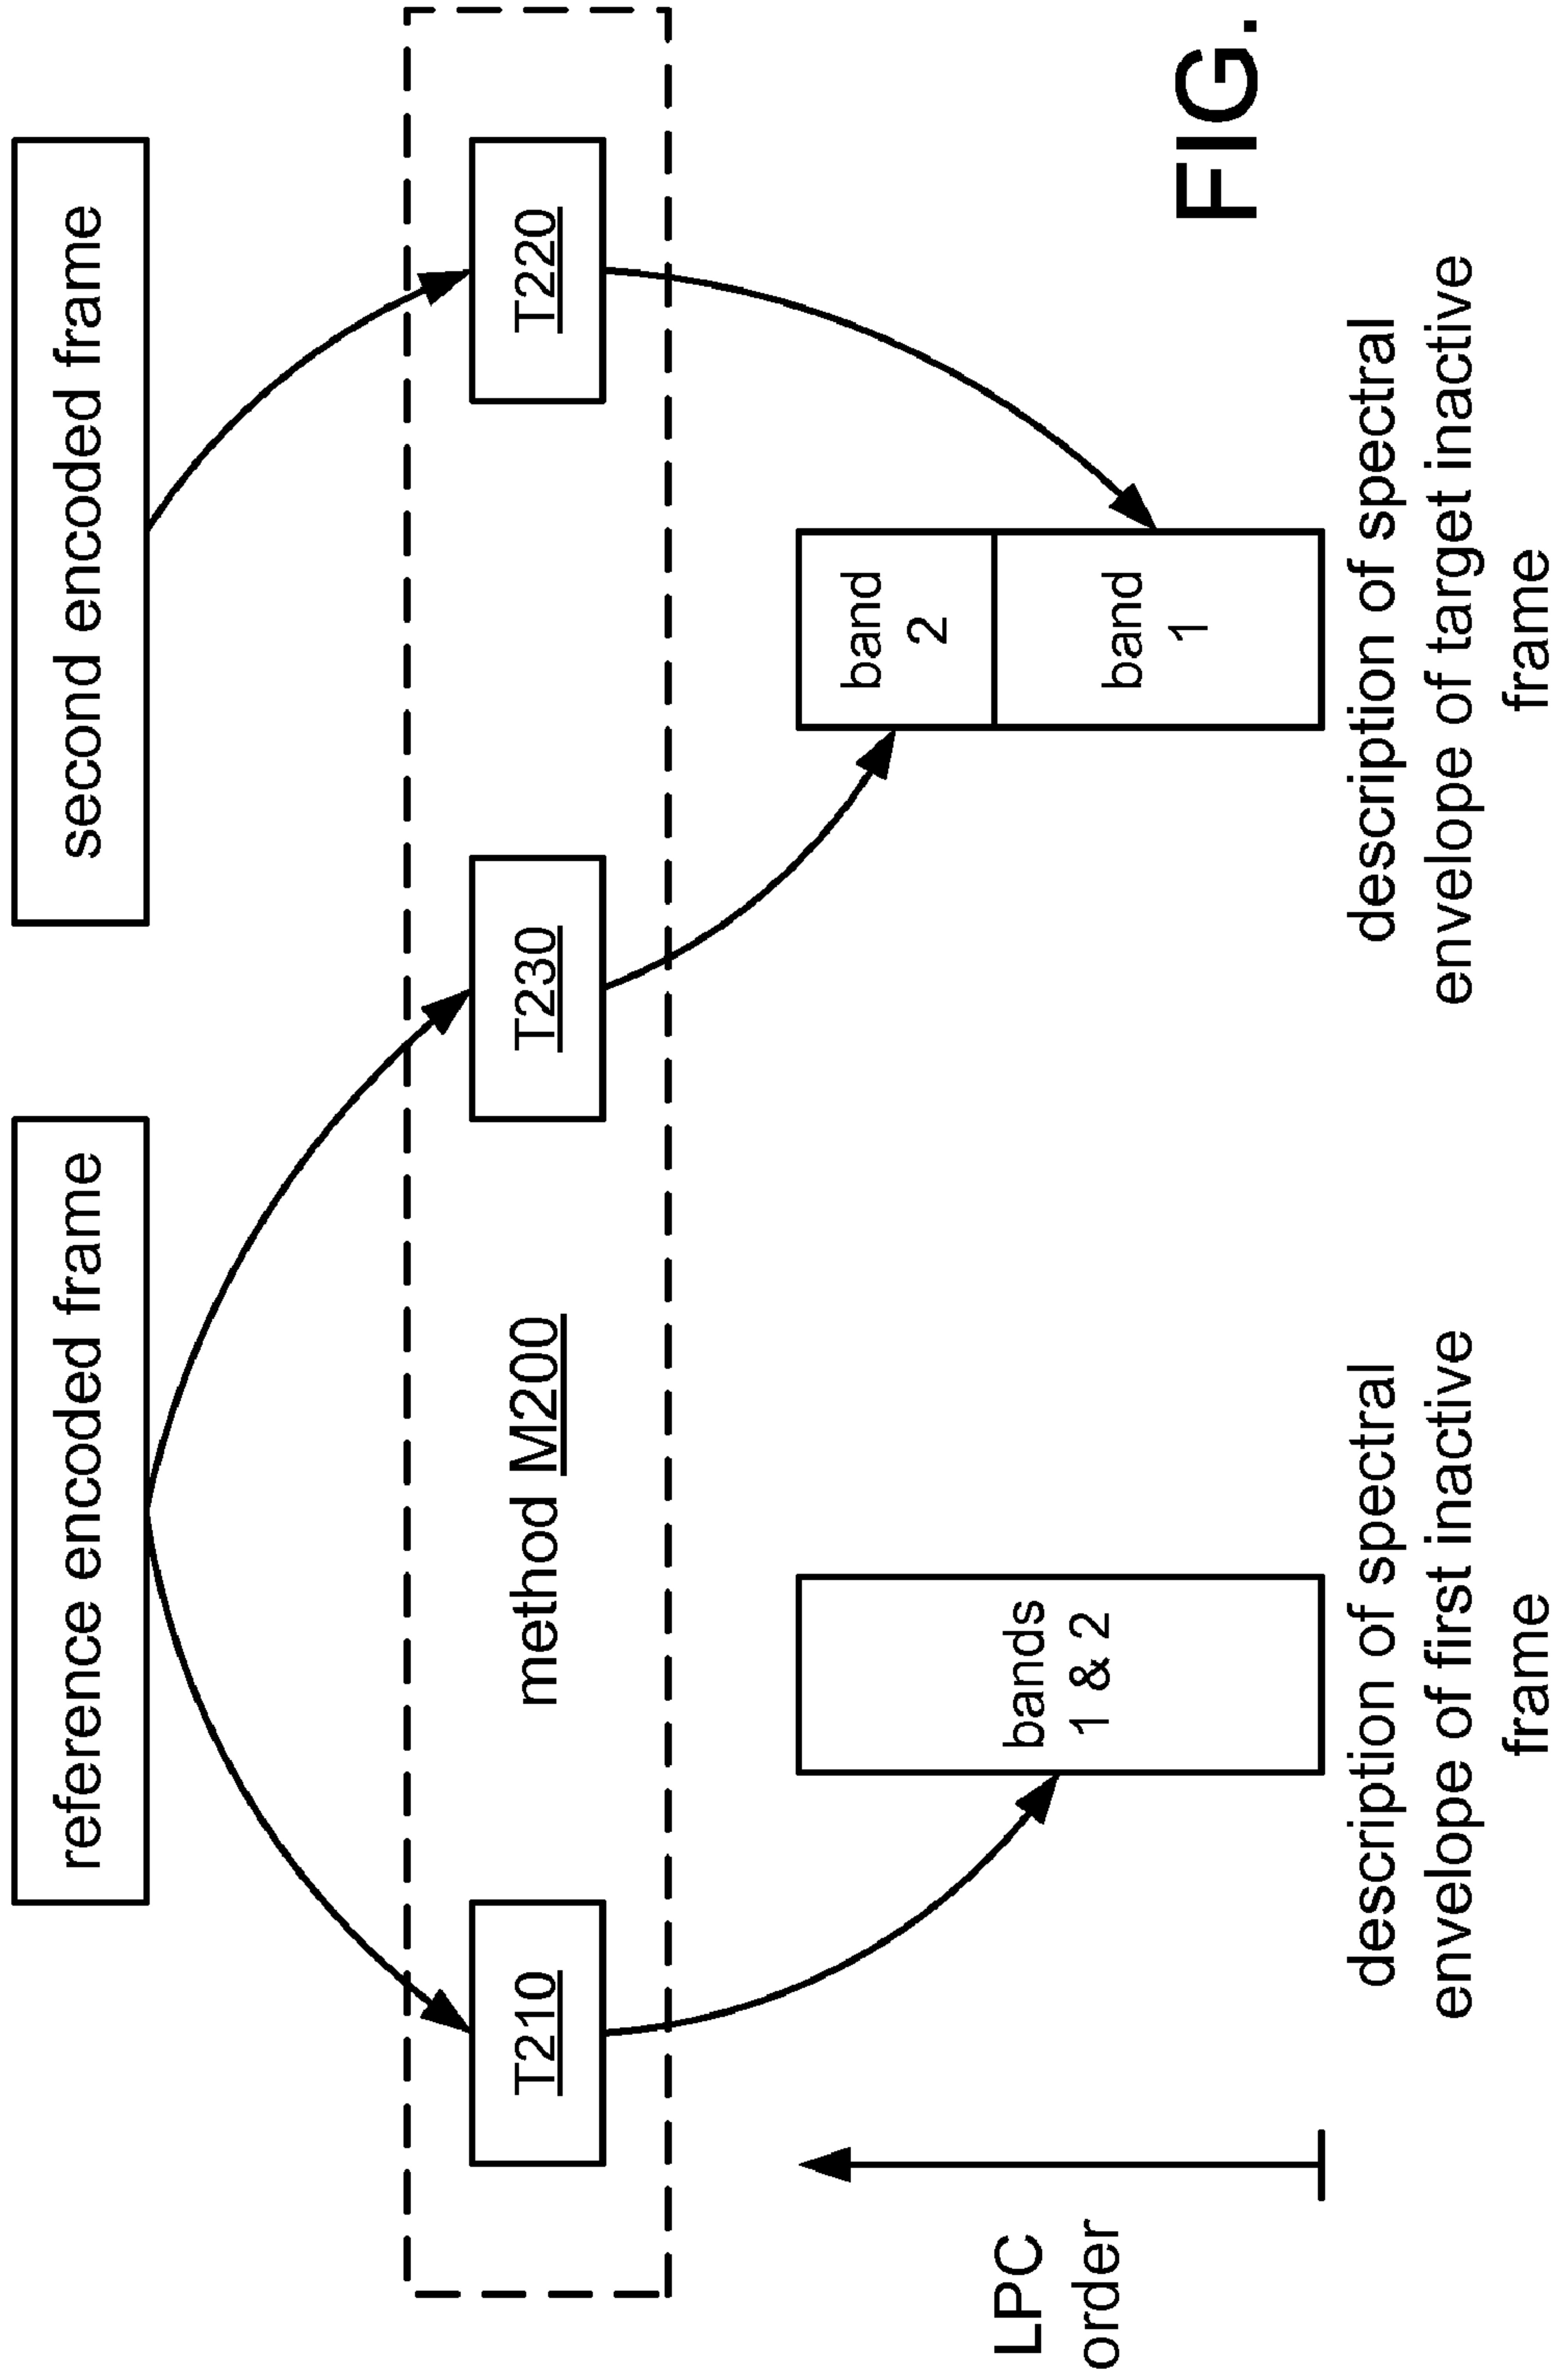 reference encoded frame
second encoded frame
T210
method M200
T230
T220
LPC
order
bands
1 & 2
band
2
band
1
description of spectral
envelope of first inactive
frame
description of spectral
envelope of target inactive
frame
FIG.